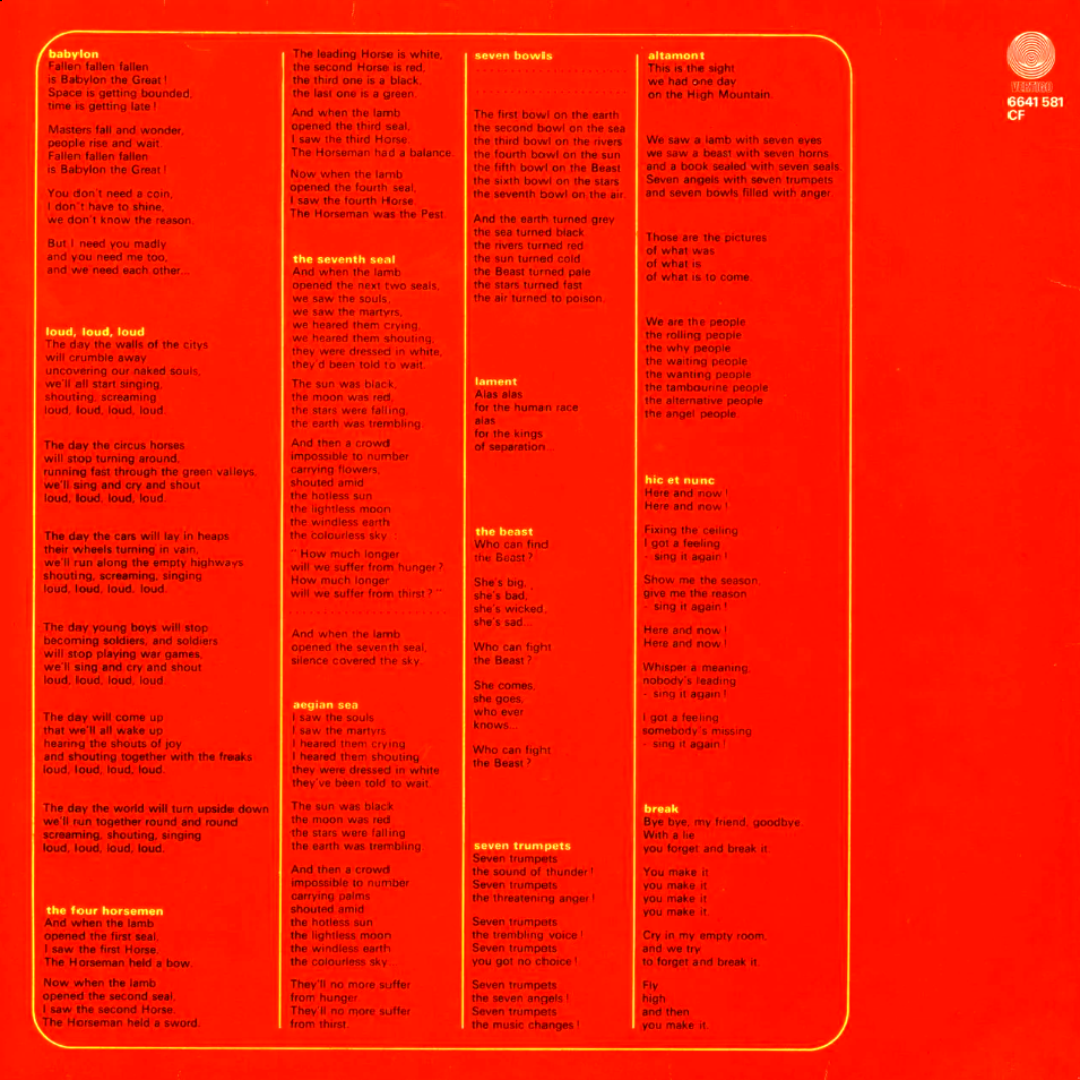 babylon
Fallen fallen fallen
is Babylon the Great!
Space is getting bounded,
time is getting late!
Masters fall and wonder,
people rise and wait.
Fallen fallen fallen
is Babylon the Great!
You don't need a coin,
I don't have to shine,
we don't know the reason.
But I need you madly
and you need me too,
and we need each other...
loud, loud, loud
The day the walls of the citys
will crumble away
uncovering our naked souls,
we'll all start singing,
shouting, screaming
loud, loud, loud, loud.
The day the circus horses
will stop turning around,
running fast through the green valleys,
we'll sing and cry and shout
loud, loud, loud, loud.
The day the cars will lay in heaps
their wheels turning in vain,
we'll run along the empty highways
shouting, screaming, singing
loud, loud, loud, loud.
The day young boys will stop
becoming soldiers, and soldiers
will stop playing war games,
we'll sing and cry and shout
loud, loud, loud, loud.
The day will come up
that we'll all wake up
hearing the shouts of joy
and shouting together with the freaks
loud, loud, loud, loud.
The day the world will turn upside down
we'll run together round and round
screaming, shouting, singing
loud, loud, loud, loud.
the four horsemen
And when the lamb
opened the first seal,
I saw the first Horse.
The Horseman held a bow.
Now when the lamb
opened the second seal,
I saw the second Horse.
The Horseman held a sword.
The leading Horse is white,
the second Horse is red,
the third one is a black,
the last one is a green.
And when the lamb
opened the third seal,
I saw the third Horse.
The Horseman had a balance.
Now when the lamb
opened the fourth seal,
I saw the fourth Horse.
The Horseman was the Pest.
the seventh seal
And when the lamb
opened the next two seals,
we saw the souls,
we saw the martyrs,
we heared them crying,
we heared them shouting,
they were dressed in white,
they'd been told to wait.
The sun was black,
the moon was red,
the stars were falling,
the earth was trembling.
And then a crowd
impossible to number
carrying flowers,
shouted amid
the hotless sun
the lightless moon
the windless earth
the colourless sky :
" How much longer
will we suffer from hunger?
How much longer
will we suffer from thirst? "
. . . . . . . . . . . . . . . . . . . . . . . .
And when the lamb
opened the seventh seal,
silence covered the sky.
aegian sea
I saw the souls
I saw the martyrs
I heared them crying
I heared them shouting
they were dressed in white
they've been told to wait.
The sun was black
the moon was red
the stars were falling
the earth was trembling.
And then a crowd
impossible to number
carrying palms
shouted amid
the hotless sun
the lightless moon
the windless earth
the colourless sky...
They'll no more suffer
from hunger
They'll no more suffer
from thirst.
seven bowls
. . . . . . . . . . . . . . . . . . . . . . . .
. . . . . . . . . . . . . . . . . . . . . . . .
The first bowl on the earth
the second bowl on the sea
the third bowl on the rivers
the fourth bowl on the sun
the fifth bowl on the Beast
the sixth bowl on the stars
the seventh bowl on the air.
And the earth turned grey
the sea turned black
the rivers turned red
the sun turned cold
the Beast turned pale
the stars turned fast
the air turned to poison.
lament
Alas alas
for the human race
alas
for the kings
of separation...
the beast
Who can find
the Beast?
She's big,
she's bad,
she's wicked,
she's sad...
Who can fight
the Beast?
She comes,
she goes,
who ever
knows...
Who can fight
the Beast?
seven trumpets
Seven trumpets
the sound of thunder!
Seven trumpets
the threatening anger!
Seven trumpets
the trembling voice!
Seven trumpets
you got no choice!
Seven trumpets
the seven angels!
Seven trumpets
the music changes!
altamont
This is the sight
we had one day
on the High Mountain.
We saw a lamb with seven eyes
we saw a beast with seven horns
and a book sealed with seven seals.
Seven angels with seven trumpets
and seven bowls filled with anger.
Those are the pictures
of what was
of what is
of what is to come.
We are the people
the rolling people
the why people
the waiting people
the wanting people
the tambourine people
the alternative people
the angel people.
hic et nunc
Here and now!
Here and now!
Fixing the ceiling
I got a feeling
- sing it again!
Show me the season,
give me the reason
- sing it again!
Here and now!
Here and now!
Whisper a meaning,
nobody's leading
- sing it again!
I got a feeling
somebody's missing
- sing it again!
break
Bye bye, my friend, goodbye.
With a lie
you forget and break it.
You make it
you make it
you make it
you make it.
Cry in my empty room,
and we try
to forget and break it.
Fly
high
and then
you make it.
VERTIGO
6641 581
CF